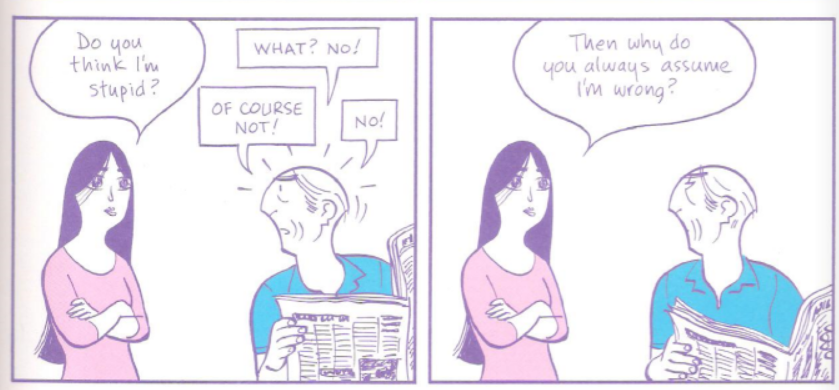 Do you
think I'm
stupid?
WHAT? NO!
OF COURSE
NOT!
NO!
Then why do
you always assume
I'm wrong?